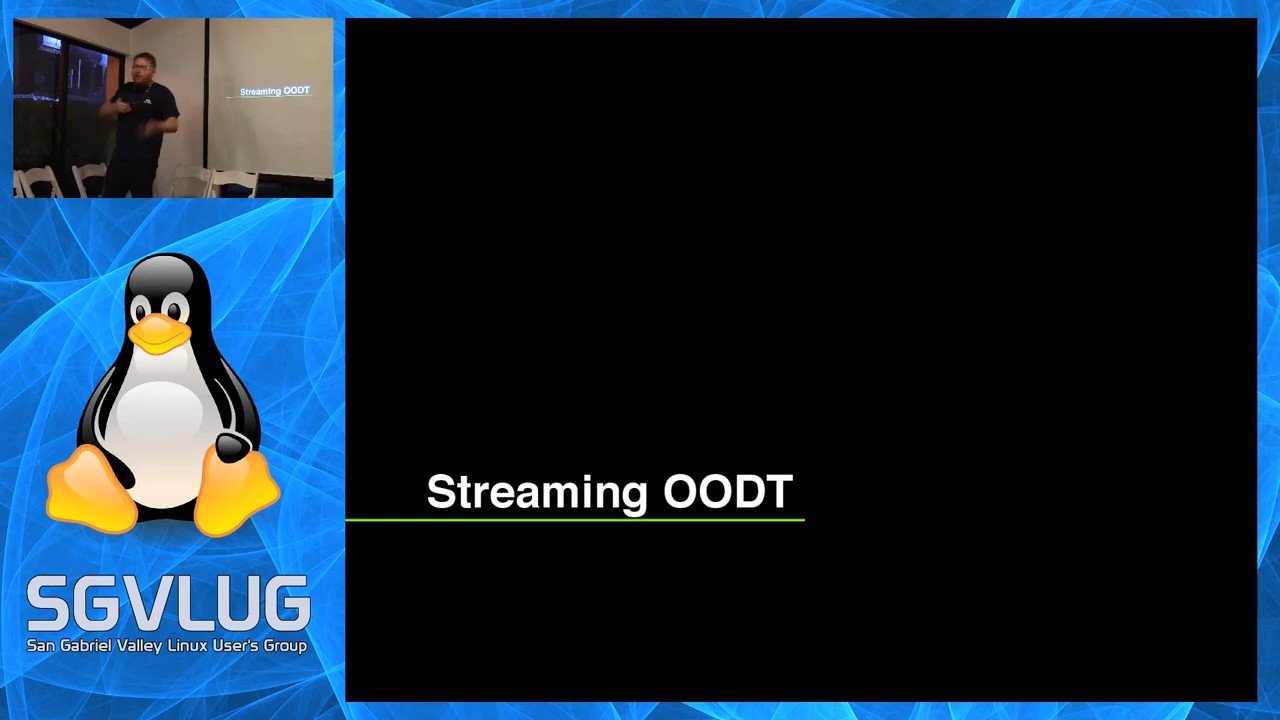 Streaming OODT
Streaming OODT
SGVLUG
San Gabriel Valley Linux User's Group